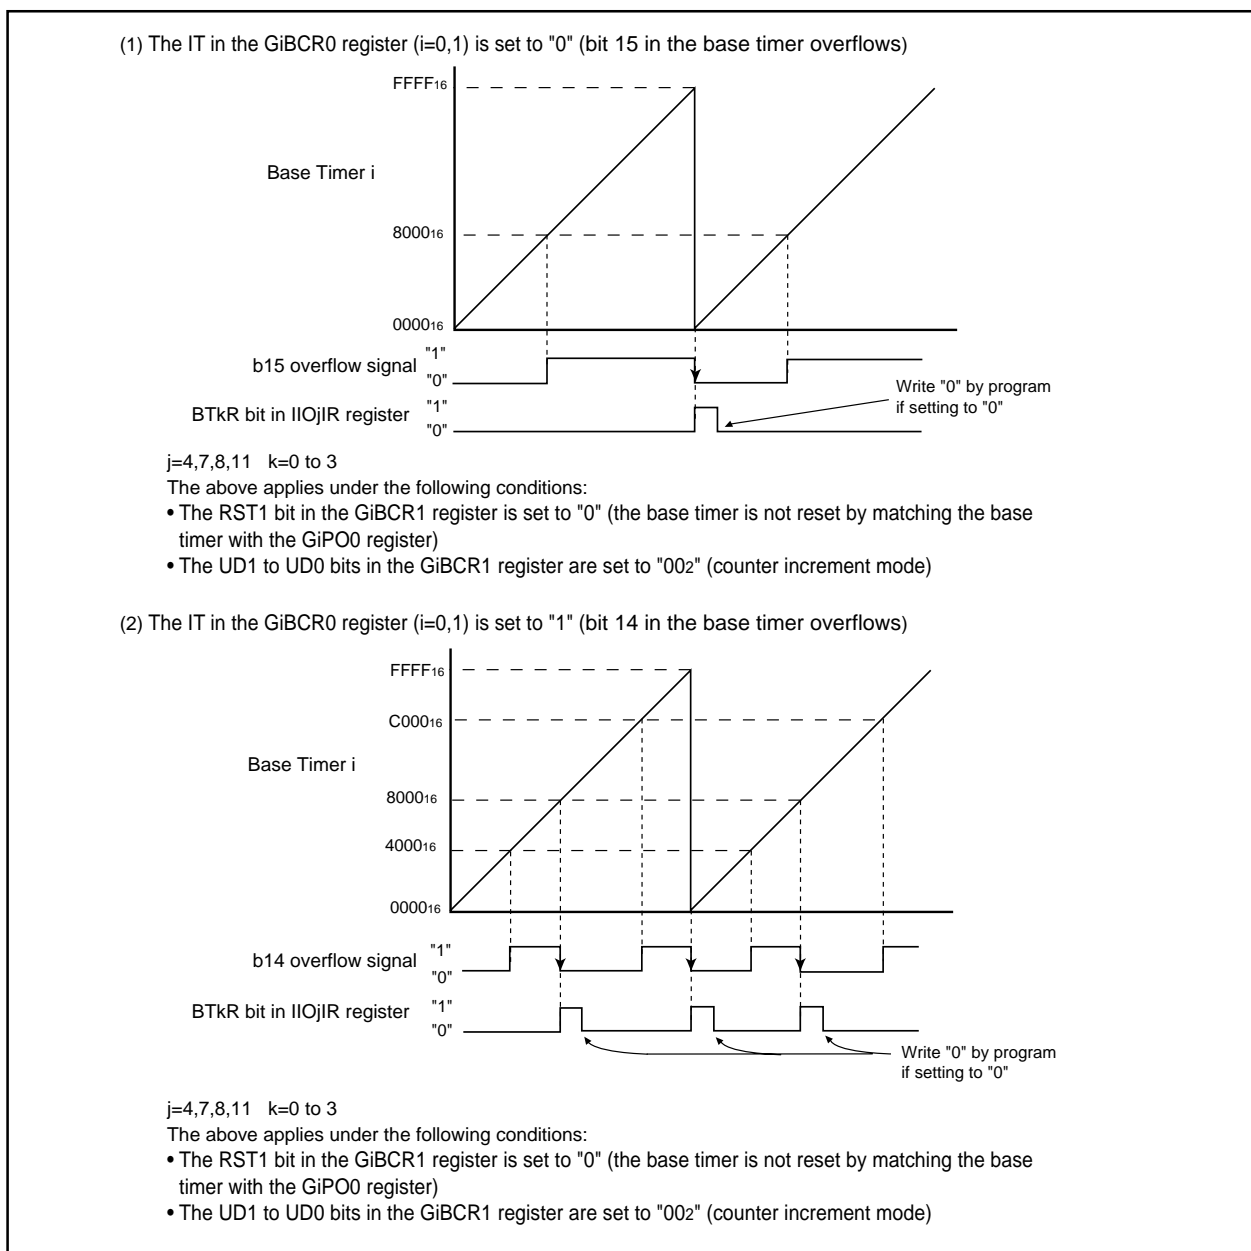 (1) The IT in the GiBCR0 register (i=0,1) is set to "0" (bit 15 in the base timer overflows)
FFFF16
Base Timer i
800016
000016
b15 overflow signal
"1"
"0"
Write "0" by program
if setting to "0"
BTkR bit in IIOjIR register
"1"
"0"
j=4,7,8,11 k=0 to 3
The above applies under the following conditions:
• The RST1 bit in the GiBCR1 register is set to "0" (the base timer is not reset by matching the base
timer with the GiPO0 register)
• The UD1 to UD0 bits in the GiBCR1 register are set to "002" (counter increment mode)
(2) The IT in the GiBCR0 register (i=0,1) is set to "1" (bit 14 in the base timer overflows)
FFFF16
C00016
Base Timer i
800016
400016
000016
b14 overflow signal
"1"
"0"
BTkR bit in IIOjIR register
"1"
"0"
Write "0" by program
if setting to "0"
j=4,7,8,11 k=0 to 3
The above applies under the following conditions:
• The RST1 bit in the GiBCR1 register is set to "0" (the base timer is not reset by matching the base
timer with the GiPO0 register)
• The UD1 to UD0 bits in the GiBCR1 register are set to "002" (counter increment mode)